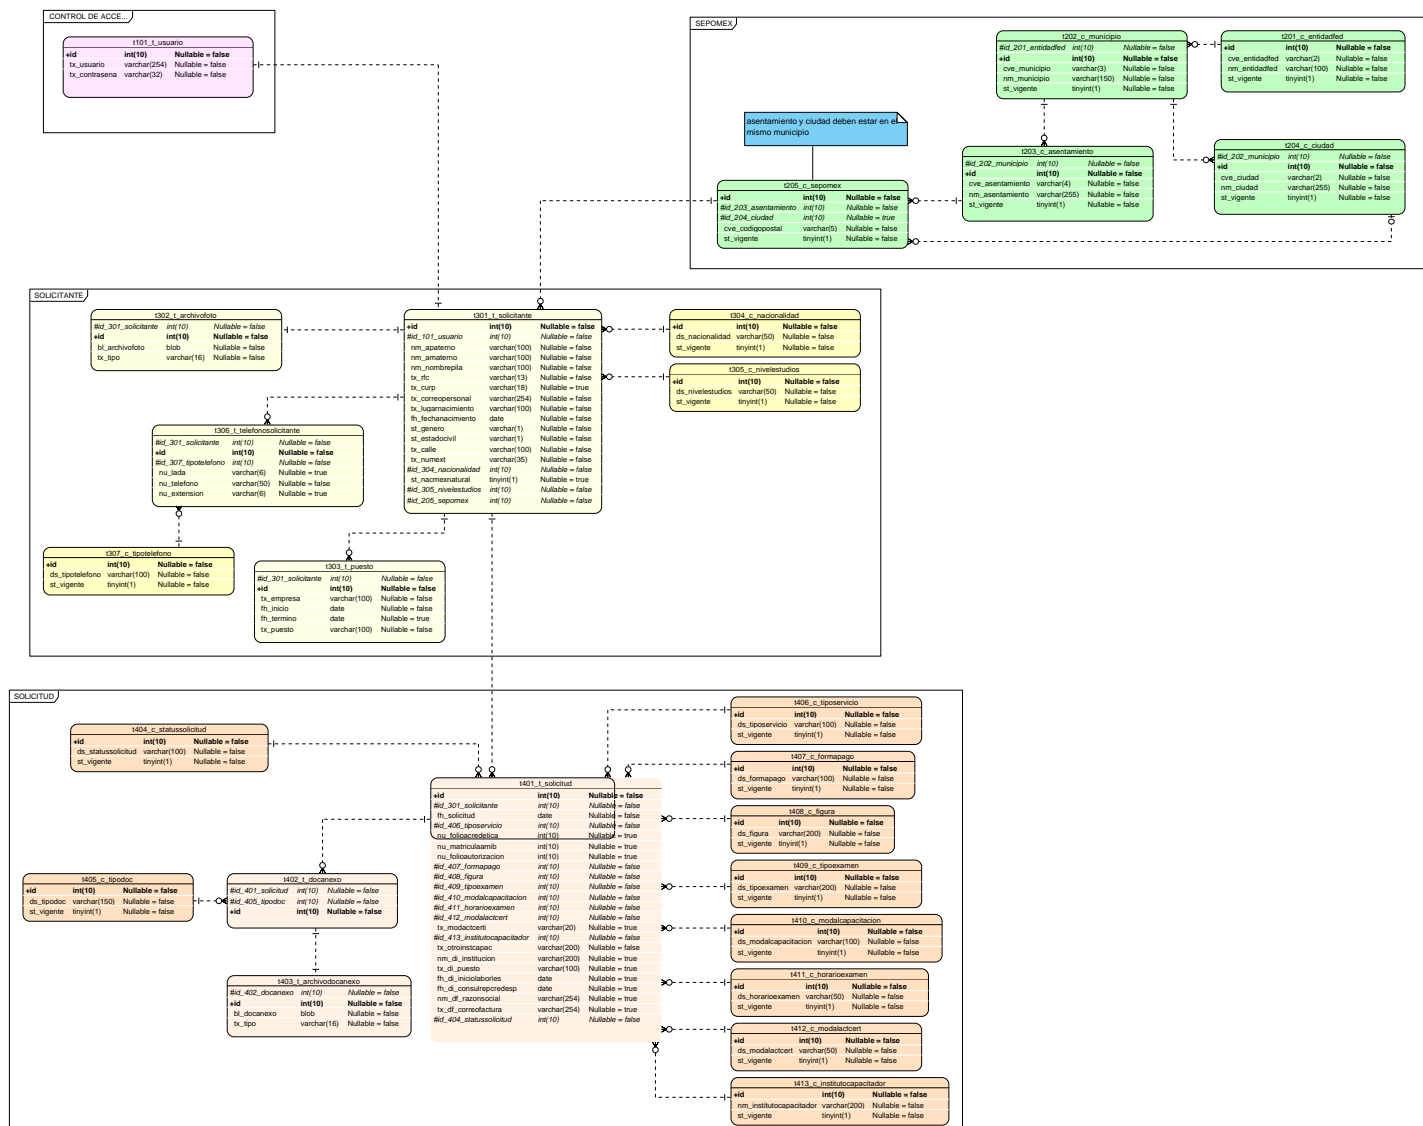 CONTROL DE ACCE...
t101_t_usuario
+id int(10) Nullable = false
tx_usuario varchar(254) Nullable = false
tx_contrasena varchar(32) Nullable = false
SEPOMEX
t202_c_municipio
#id_201_entidadfed int(10) Nullable = false
+id int(10) Nullable = false
cve_municipio varchar(3) Nullable = false
nm_municipio varchar(150) Nullable = false
st_vigente tinyint(1) Nullable = false
t201_c_entidadfed
+id int(10) Nullable = false
cve_entidadfed varchar(2) Nullable = false
nm_entidadfed varchar(100) Nullable = false
st_vigente tinyint(1) Nullable = false
asentamiento y ciudad deben estar en el
mismo municipio
t203_c_asentamiento
#id_202_municipio int(10) Nullable = false
+id int(10) Nullable = false
cve_asentamiento varchar(4) Nullable = false
nm_asentamiento varchar(255) Nullable = false
st_vigente tinyint(1) Nullable = false
t204_c_ciudad
#id_202_municipio int(10) Nullable = false
+id int(10) Nullable = false
cve_ciudad varchar(2) Nullable = false
nm_ciudad varchar(255) Nullable = false
st_vigente tinyint(1) Nullable = false
t205_c_sepomex
+id int(10) Nullable = false
#id_203_asentamiento int(10) Nullable = false
#id_204_ciudad int(10) Nullable = true
cve_codigopostal varchar(5) Nullable = false
st_vigente tinyint(1) Nullable = false
SOLICITANTE
t302_t_archivofoto
#id_301_solicitante int(10) Nullable = false
+id int(10) Nullable = false
bl_archivofoto blob Nullable = false
tx_tipo varchar(16) Nullable = false
t301_t_solicitante
+id int(10) Nullable = false
#id_101_usuario int(10) Nullable = false
nm_apaterno varchar(100) Nullable = false
nm_amaterno varchar(100) Nullable = false
nm_nombrepila varchar(100) Nullable = false
tx_rfc varchar(13) Nullable = false
tx_curp varchar(18) Nullable = true
tx_correopersonal varchar(254) Nullable = false
tx_lugarnacimiento varchar(100) Nullable = false
fh_fechanacimiento date Nullable = false
st_genero varchar(1) Nullable = false
st_estadocivil varchar(1) Nullable = false
tx_calle varchar(100) Nullable = false
tx_numext varchar(35) Nullable = false
#id_304_nacionalidad int(10) Nullable = false
st_nacmexnatural tinyint(1) Nullable = true
#id_305_nivelestudios int(10) Nullable = false
#id_205_sepomex int(10) Nullable = false
t304_c_nacionalidad
+id int(10) Nullable = false
ds_nacionalidad varchar(50) Nullable = false
st_vigente tinyint(1) Nullable = false
t305_c_nivelestudios
+id int(10) Nullable = false
ds_nivelestudios varchar(50) Nullable = false
st_vigente tinyint(1) Nullable = false
t306_t_telefonosolicitante
#id_301_solicitante int(10) Nullable = false
+id int(10) Nullable = false
#id_307_tipotelefono int(10) Nullable = false
nu_lada varchar(6) Nullable = true
nu_telefono varchar(50) Nullable = false
nu_extension varchar(6) Nullable = true
t307_c_tipotelefono
+id int(10) Nullable = false
ds_tipotelefono varchar(100) Nullable = false
st_vigente tinyint(1) Nullable = false
t303_t_puesto
#id_301_solicitante int(10) Nullable = false
+id int(10) Nullable = false
tx_empresa varchar(100) Nullable = false
fh_inicio date Nullable = false
fh_termino date Nullable = true
tx_puesto varchar(100) Nullable = false
SOLICITUD
t404_c_statussolicitud
+id int(10) Nullable = false
ds_statussolicitud varchar(100) Nullable = false
st_vigente tinyint(1) Nullable = false
t401_t_solicitud
+id int(10) Nullable = false
#id_301_solicitante int(10) Nullable = false
fh_solicitud date Nullable = false
#id_406_tiposervicio int(10) Nullable = false
nu_folioacredetica int(10) Nullable = true
nu_matriculaamib int(10) Nullable = true
nu_folioautorizacion int(10) Nullable = true
#id_407_formapago int(10) Nullable = false
#id_408_figura int(10) Nullable = false
#id_409_tipoexamen int(10) Nullable = false
#id_410_modalcapacitacion int(10) Nullable = false
#id_411_horarioexamen int(10) Nullable = false
#id_412_modalactcert int(10) Nullable = false
tx_modactcerti varchar(20) Nullable = true
#id_413_institutocapacitador int(10) Nullable = false
tx_otroinstcapac varchar(200) Nullable = false
nm_di_institucion varchar(200) Nullable = true
tx_di_puesto varchar(100) Nullable = true
fh_di_iniciolaborles date Nullable = true
fh_di_consulrepcredesp date Nullable = true
nm_df_razonsocial varchar(254) Nullable = true
tx_df_correofactura varchar(254) Nullable = true
#id_404_statussolicitud int(10) Nullable = false
t405_c_tipodoc
+id int(10) Nullable = false
ds_tipodoc varchar(150) Nullable = false
st_vigente tinyint(1) Nullable = false
t402_t_docanexo
#id_401_solicitud int(10) Nullable = false
#id_405_tipodoc int(10) Nullable = false
+id int(10) Nullable = false
t403_t_archivodocanexo
#id_402_docanexo int(10) Nullable = false
+id int(10) Nullable = false
bl_docanexo blob Nullable = false
tx_tipo varchar(16) Nullable = false
t406_c_tiposervicio
+id int(10) Nullable = false
ds_tiposervicio varchar(100) Nullable = false
st_vigente tinyint(1) Nullable = false
t407_c_formapago
+id int(10) Nullable = false
ds_formapago varchar(100) Nullable = false
st_vigente tinyint(1) Nullable = false
t408_c_figura
+id int(10) Nullable = false
ds_figura varchar(200) Nullable = false
st_vigente tinyint(1) Nullable = false
t409_c_tipoexamen
+id int(10) Nullable = false
ds_tipoexamen varchar(200) Nullable = false
st_vigente tinyint(1) Nullable = false
t410_c_modalcapacitacion
+id int(10) Nullable = false
ds_modalcapacitacion varchar(100) Nullable = false
st_vigente tinyint(1) Nullable = false
t411_c_horarioexamen
+id int(10) Nullable = false
ds_horarioexamen varchar(50) Nullable = false
st_vigente tinyint(1) Nullable = false
t412_c_modalactcert
+id int(10) Nullable = false
ds_modalactcert varchar(50) Nullable = false
st_vigente tinyint(1) Nullable = false
t413_c_institutocapacitador
+id int(10) Nullable = false
nm_institutocapacitador varchar(200) Nullable = false
st_vigente tinyint(1) Nullable = false